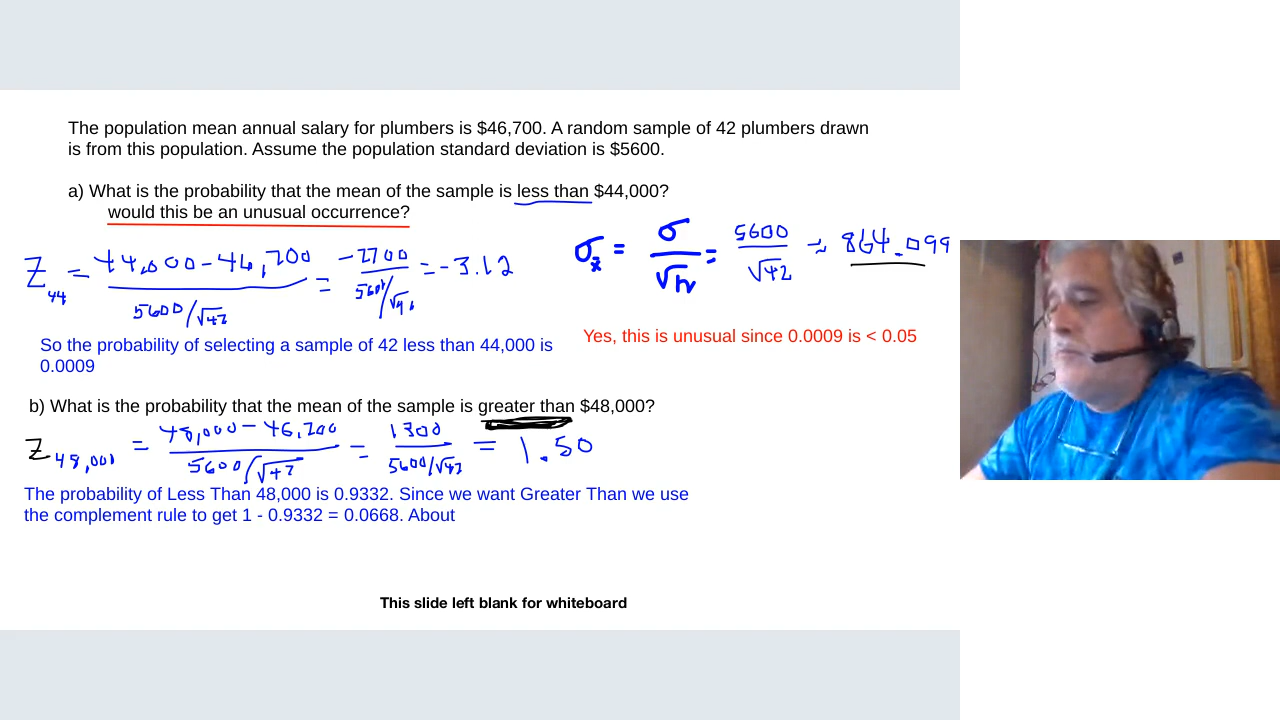 The population mean annual salary for plumbers is $46,700. A random sample of 42 plumbers drawn
is from this population. Assume the population standard deviation is $5600.
a) What is the probability that the mean of the sample is less than $44,000?
would this be an unusual occurrence?
Z44 = 44,000 - 46,700 / 5600/√42 = -2700 / 5600/√42 = -3.12
σx̄ = σ / √n = 5600 / √42 ≈ 864.099
So the probability of selecting a sample of 42 less than 44,000 is
0.0009
Yes, this is unusual since 0.0009 is < 0.05
b) What is the probability that the mean of the sample is greater than $48,000?
Z48,000 = 48,000 - 46,700 / 5600/√42 = 1300 / 5600/√42 = 1.50
The probability of Less Than 48,000 is 0.9332. Since we want Greater Than we use
the complement rule to get 1 - 0.9332 = 0.0668. About
This slide left blank for whiteboard